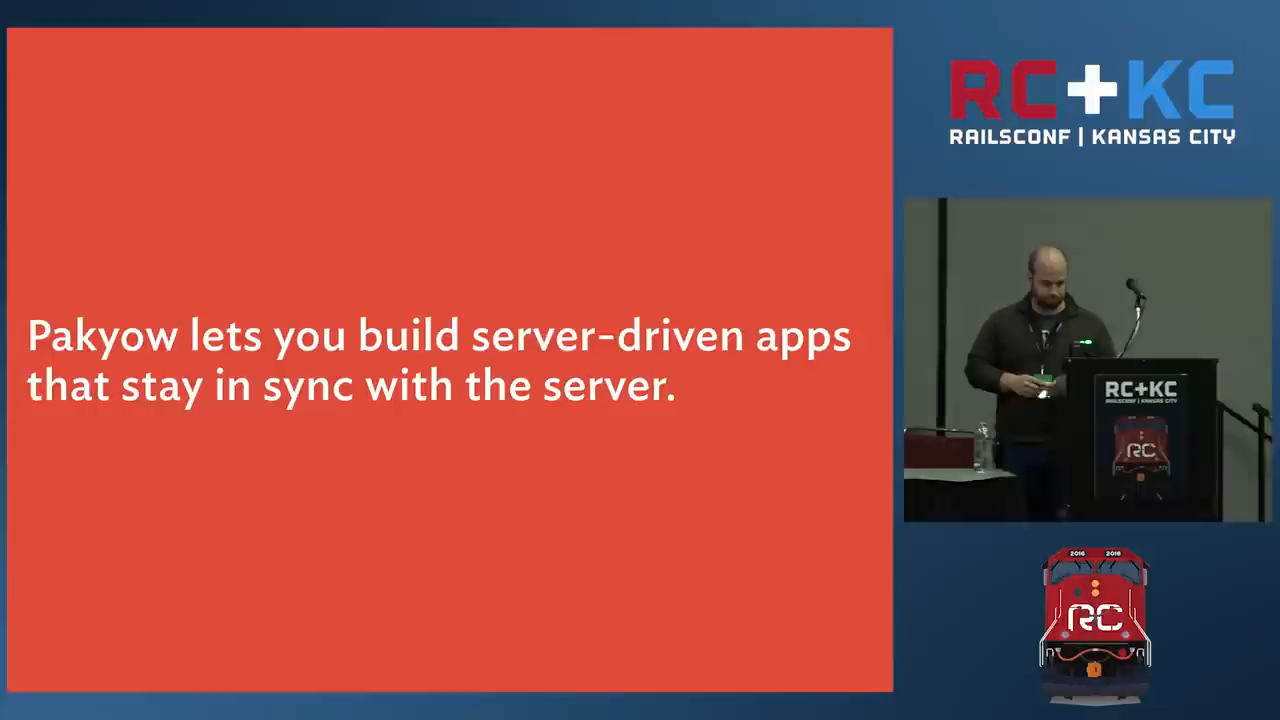 Pakyow lets you build server-driven apps
that stay in sync with the server.
RC+KC
RAILSCONF | KANSAS CITY
RC+KC
RAILSCONF | KANSAS CITY
RC
2016 2016
RC